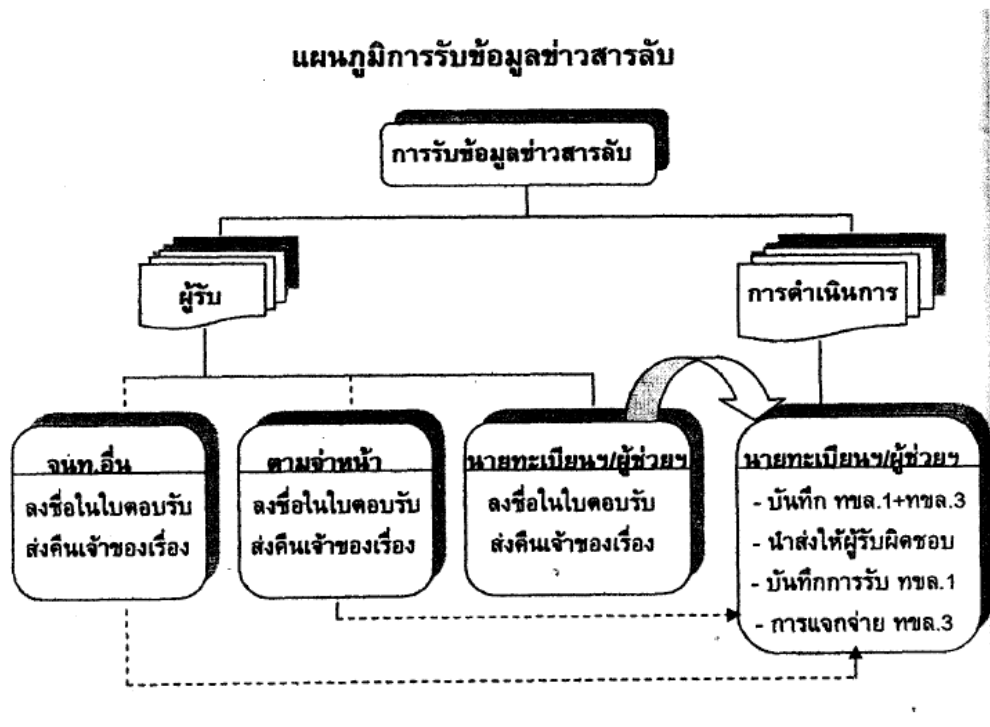 แผนภูมิการรับข้อมูลข่าวสารลับ
การรับข้อมูลข่าวสารลับ
ผู้รับ
การดำเนินการ
จนท.อื่น
ลงชื่อในใบตอบรับ
ส่งคืนเจ้าของเรื่อง
ตามจ่าหน้า
ลงชื่อในใบตอบรับ
ส่งคืนเจ้าของเรื่อง
นายทะเบียนฯ/ผู้ช่วยฯ
ลงชื่อในใบตอบรับ
ส่งคืนเจ้าของเรื่อง
นายทะเบียนฯ/ผู้ช่วยฯ
- บันทึก ทขล.1+ทขล.3
- นำส่งให้ผู้รับผิดชอบ
- บันทึกการรับ ทขล.1
- การแจกจ่าย ทขล.3